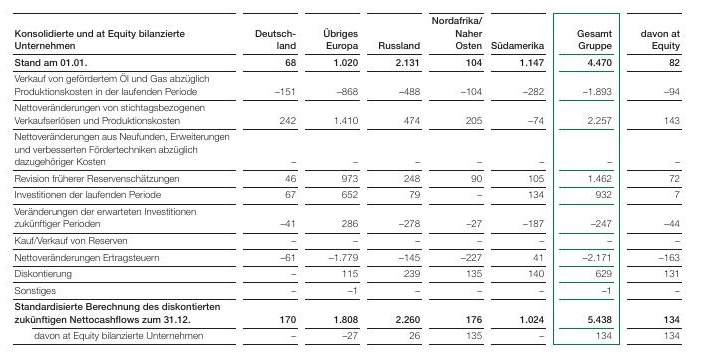 Konsolidierte und at Equity bilanzierte Unternehmen Deutsch-land Übriges Europa Russland Nordafrika/Naher Osten Südamerika Gesamt Gruppe davon at Equity
Stand am 01.01. 68 1.020 2.131 104 1.147 4.470 82
Verkauf von gefördertem Öl und Gas abzüglich
Produktionskosten in der laufenden Periode –151 –868 –488 –104 –282 –1.893 –94
Nettoveränderungen von stichtagsbezogenen
Verkaufserlösen und Produktionskosten 242 1.410 474 205 –74 2.257 143
Nettoveränderungen aus Neufunden, Erweiterungen
und verbesserten Fördertechniken abzüglich
dazugehöriger Kosten – – – – – – –
Revision früherer Reservenschätzungen 46 973 248 90 105 1.462 72
Investitionen der laufenden Periode 67 652 79 – 134 932 7
Veränderungen der erwarteten Investitionen
zukünftiger Perioden –41 286 –278 –27 –187 –247 –44
Kauf/Verkauf von Reserven – – – – – – –
Nettoveränderungen Ertragsteuern –61 –1.779 –145 –227 41 –2.171 –163
Diskontierung – 115 239 135 140 629 131
Sonstiges – –1 – – – –1 –
Standardisierte Berechnung des diskontierten
zukünftigen Nettocashflows zum 31.12. 170 1.808 2.260 176 1.024 5.438 134
davon at Equity bilanzierte Unternehmen – –27 26 135 – 134 134